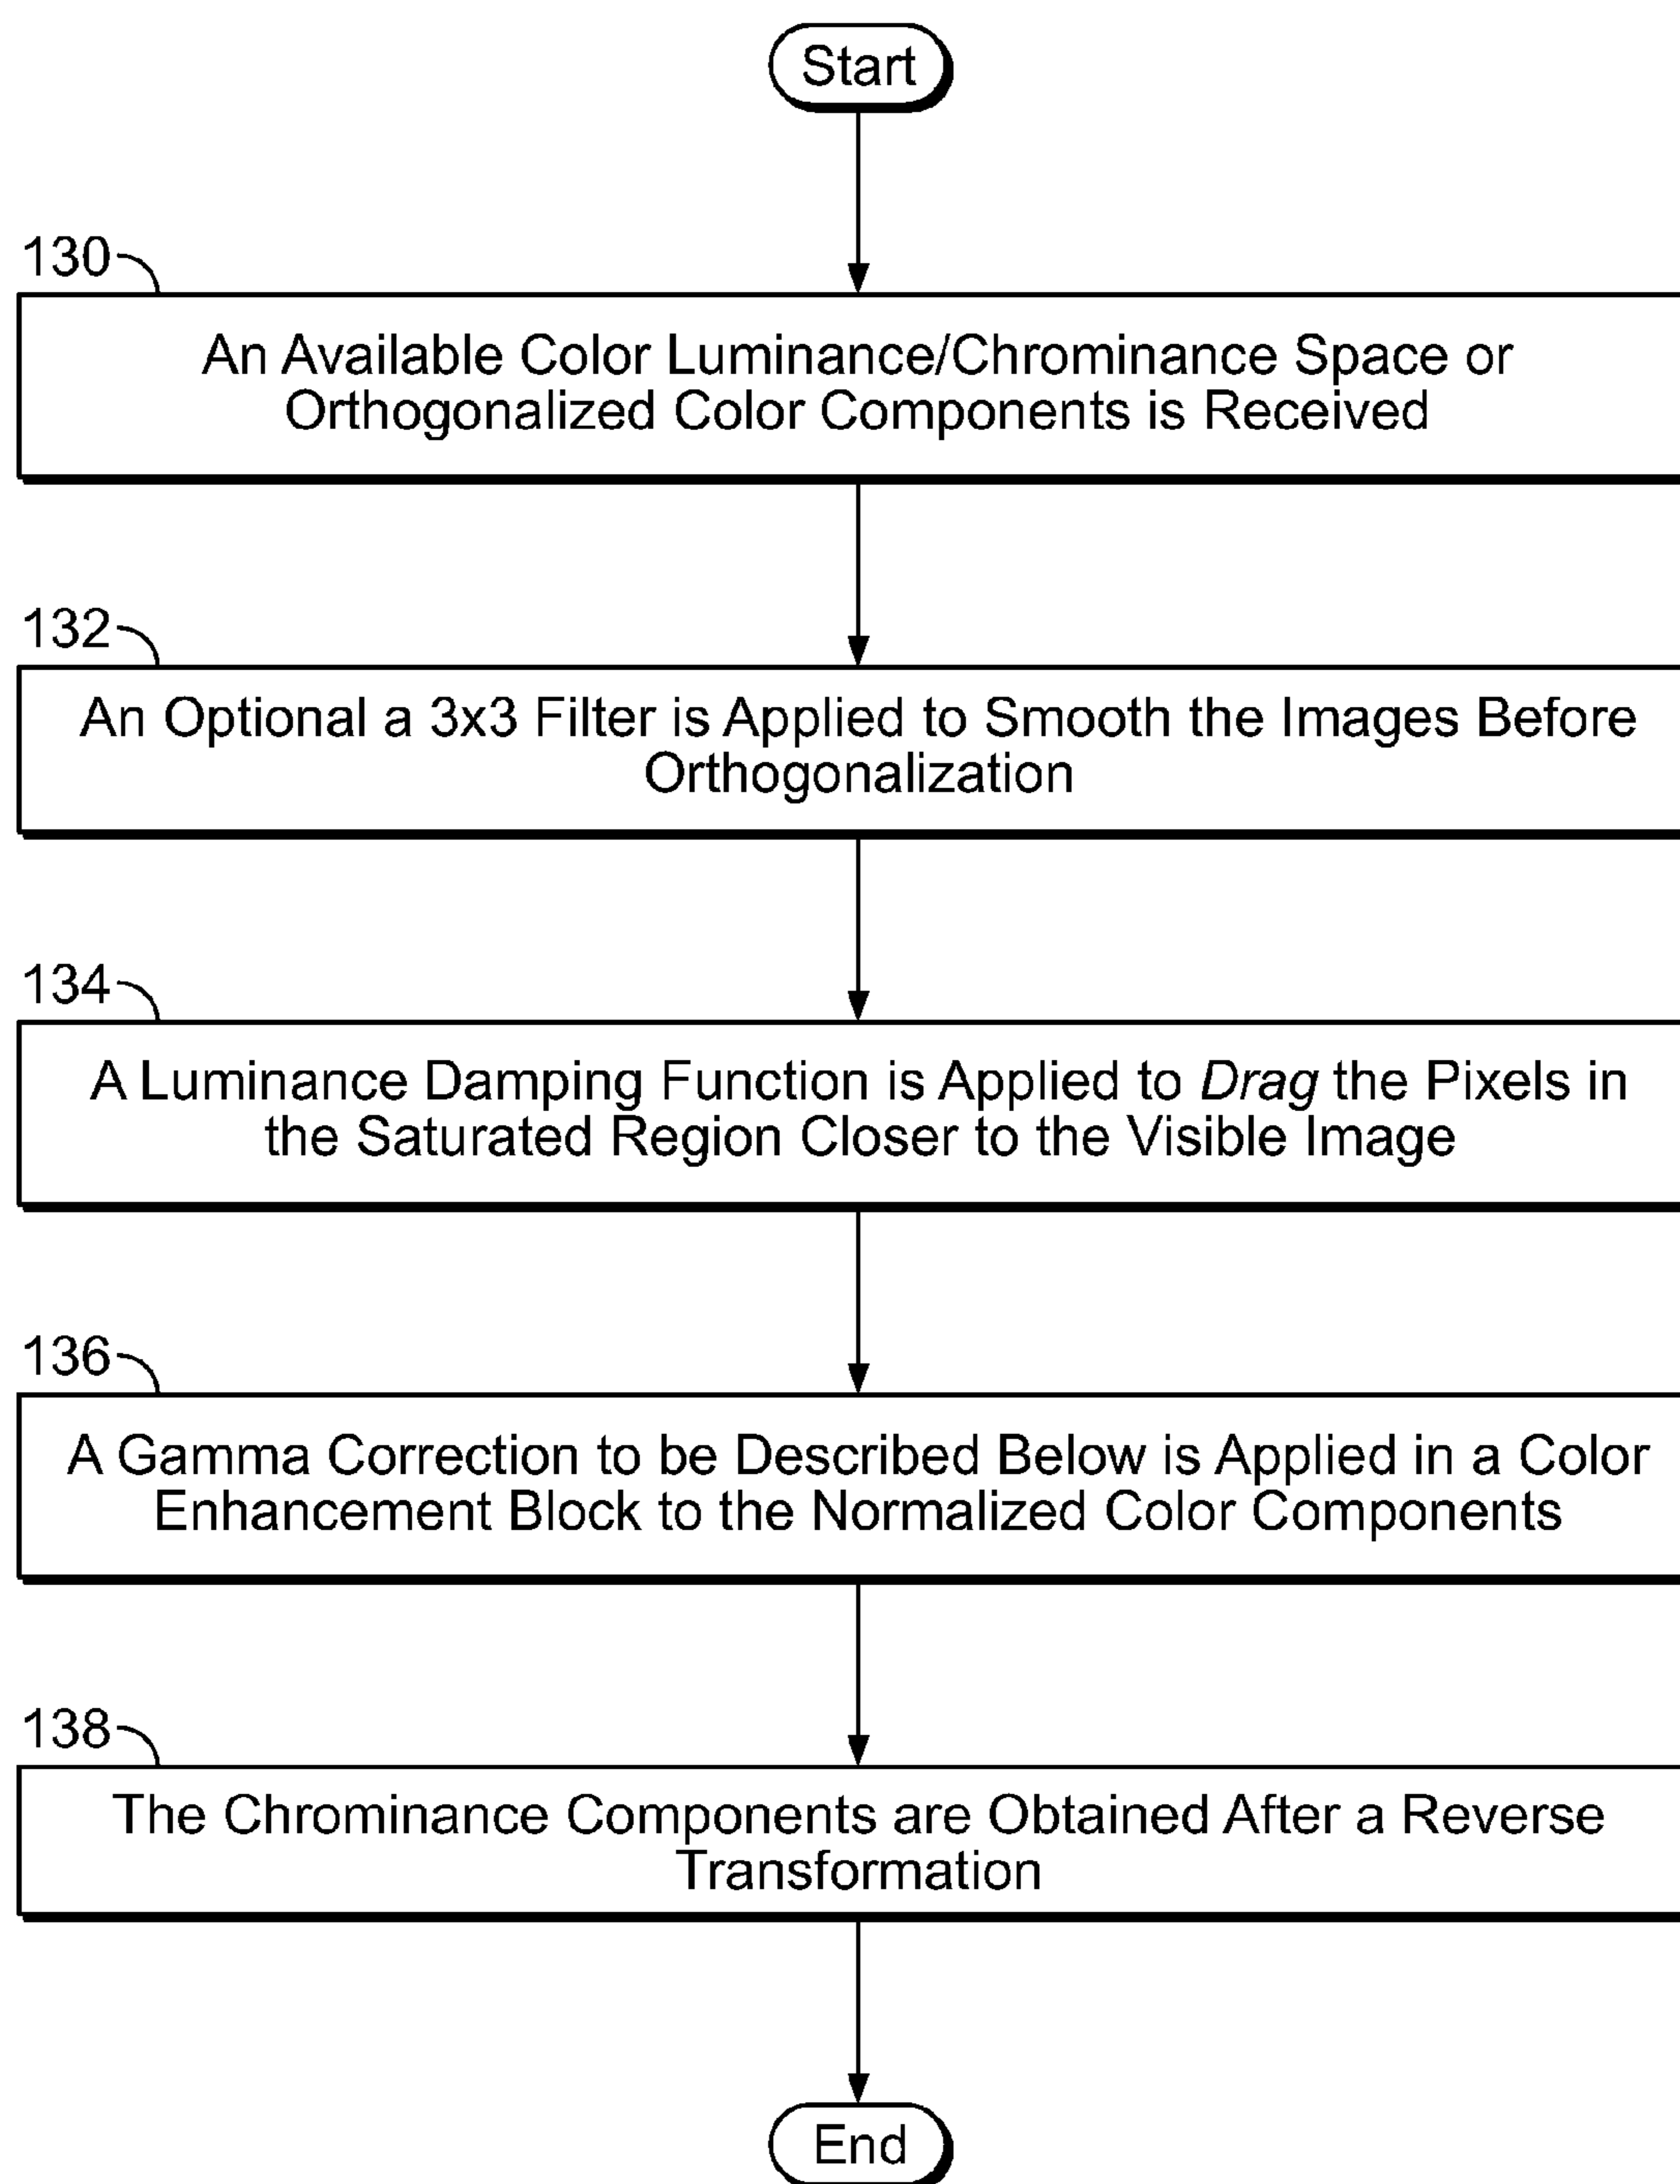 Start
130
An Available Color Luminance/Chrominance Space or
Orthogonalized Color Components is Received
132
An Optional a 3x3 Filter is Applied to Smooth the Images Before
Orthogonalization
134
A Luminance Damping Function is Applied to Drag the Pixels in
the Saturated Region Closer to the Visible Image
136
A Gamma Correction to be Described Below is Applied in a Color
Enhancement Block to the Normalized Color Components
138
The Chrominance Components are Obtained After a Reverse
Transformation
End